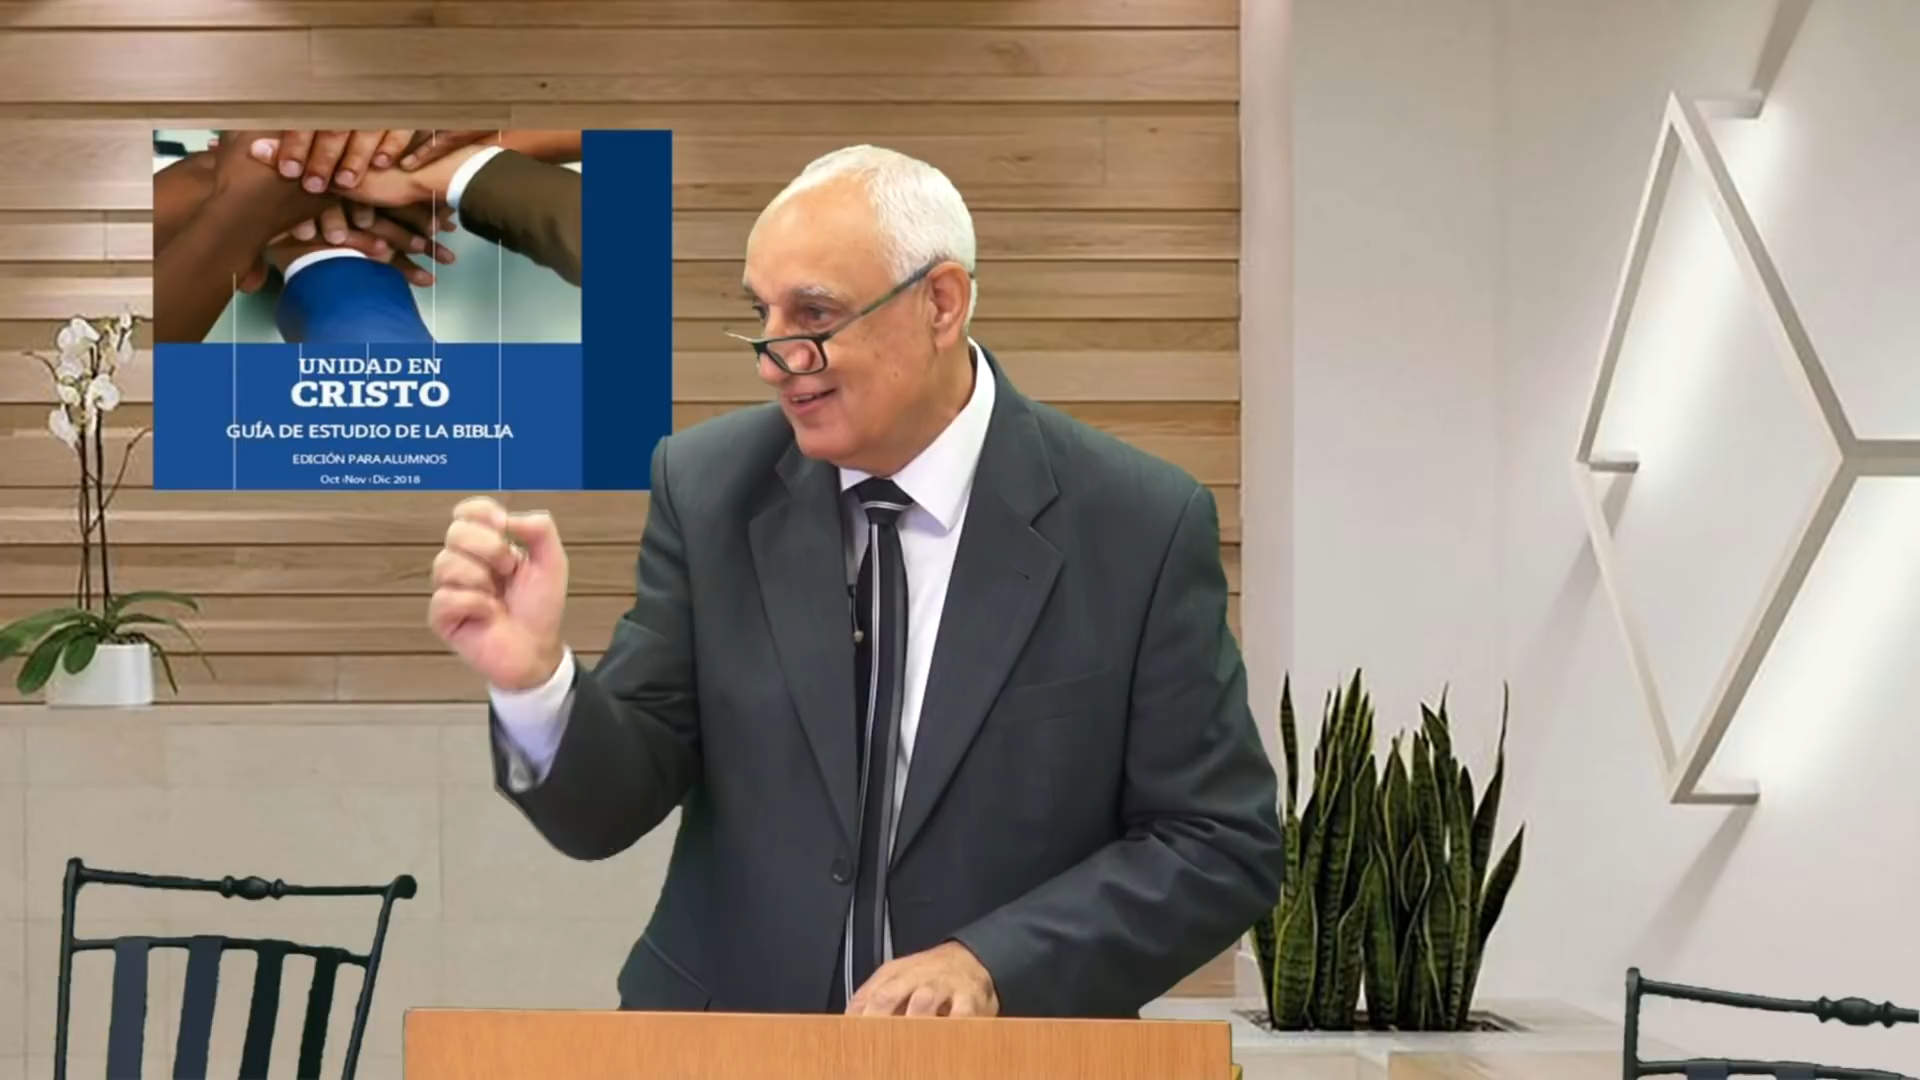 UNIDAD EN
CRISTO
GUÍA DE ESTUDIO DE LA BIBLIA
EDICIÓN PARA ALUMNOS
Oct · Nov · Dic 2018